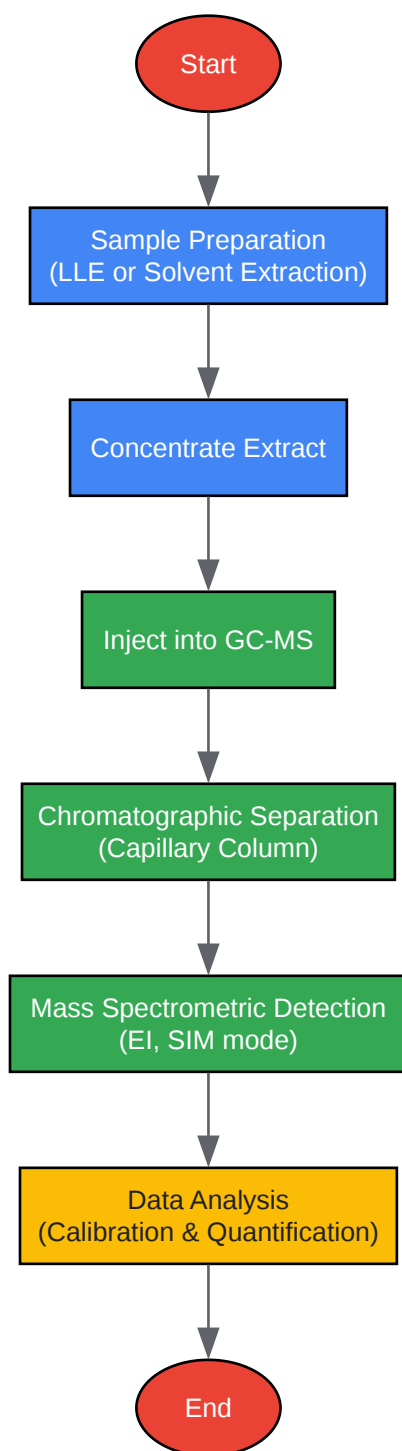 Start
Sample Preparation
(LLE or Solvent Extraction)
Concentrate Extract
Inject into GC-MS
Chromatographic Separation
(Capillary Column)
Mass Spectrometric Detection
(EI, SIM mode)
Data Analysis
(Calibration & Quantification)
End